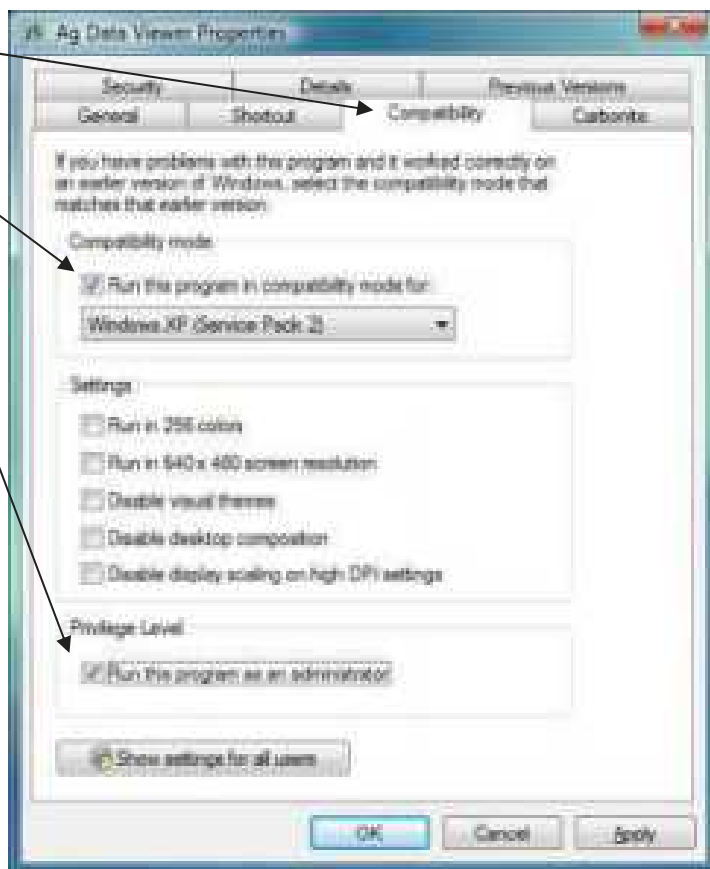 Ag Data Viewer Properties
Security Details Previous Versions
General Shortcut Compatibility Carbonite
If you have problems with this program and it worked correctly on
an earlier version of Windows, select the compatibility mode that
matches that earlier version.
Compatibility mode
Run this program in compatibility mode for:
Windows XP (Service Pack 2)
Settings
Run in 256 colors
Run in 640 x 480 screen resolution
Disable visual themes
Disable desktop composition
Disable display scaling on high DPI settings
Privilege Level
Run this program as an administrator
Show settings for all users
OK Cancel Apply